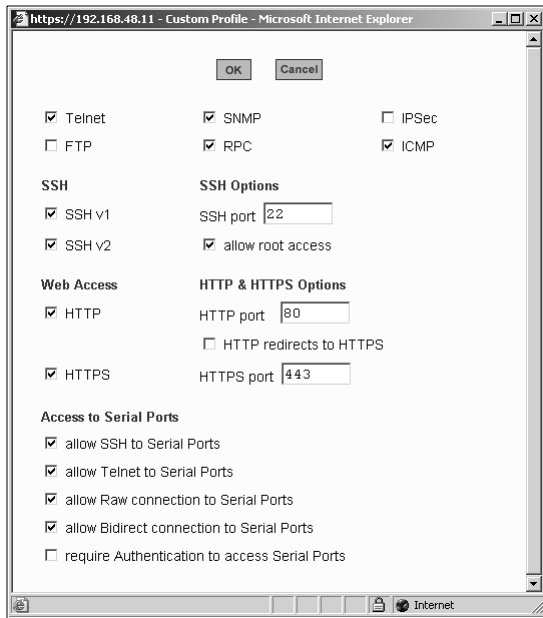 https://192.168.48.11 - Custom Profile - Microsoft Internet Explorer
OK Cancel
Telnet SNMP IPSec
FTP RPC ICMP
SSH SSH Options
SSH v1 SSH port 22
SSH v2 allow root access
Web Access HTTP & HTTPS Options
HTTP HTTP port 80
HTTP redirects to HTTPS
HTTPS HTTPS port 443
Access to Serial Ports
allow SSH to Serial Ports
allow Telnet to Serial Ports
allow Raw connection to Serial Ports
allow Bidirect connection to Serial Ports
require Authentication to access Serial Ports
Internet